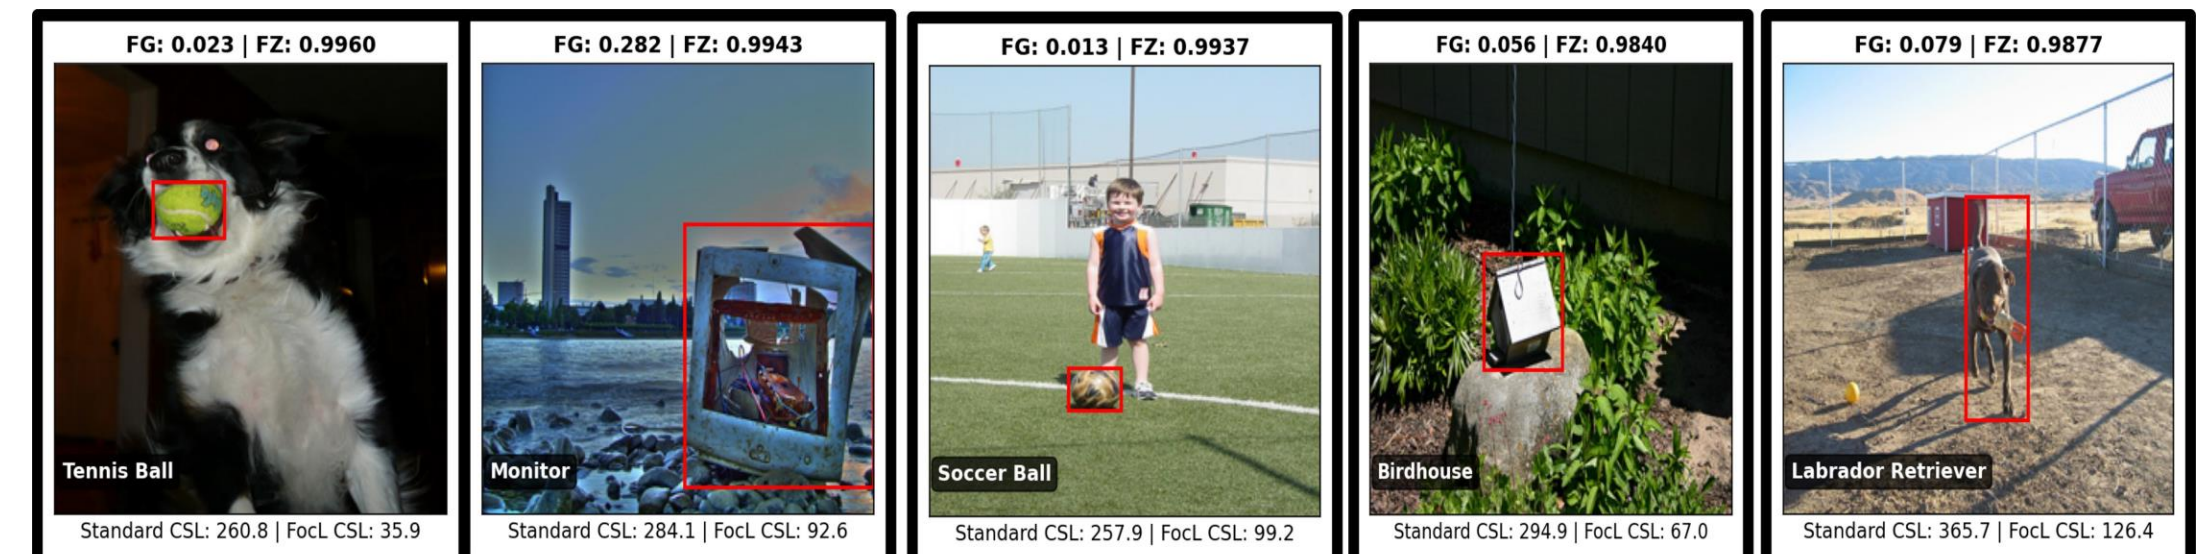 FG: 0.023 | FZ: 0.9960
Tennis Ball
Standard CSL: 260.8 | FocL CSL: 35.9
FG: 0.282 | FZ: 0.9943
Monitor
Standard CSL: 284.1 | FocL CSL: 92.6
FG: 0.013 | FZ: 0.9937
Soccer Ball
Standard CSL: 257.9 | FocL CSL: 99.2
FG: 0.056 | FZ: 0.9840
Birdhouse
Standard CSL: 294.9 | FocL CSL: 67.0
FG: 0.079 | FZ: 0.9877
Labrador Retriever
Standard CSL: 365.7 | FocL CSL: 126.4